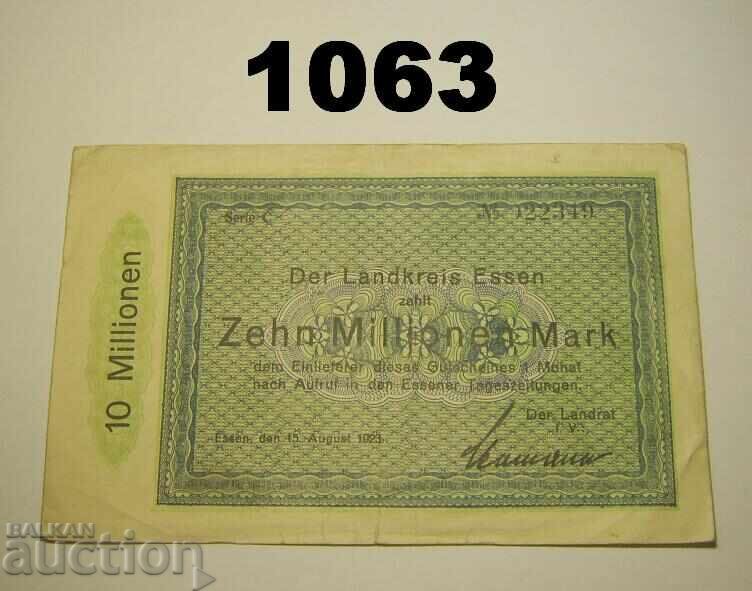 1063
Serie C
№ 022349
Der Landkreis Essen
zahlt
Zehn Millionen Mark
dem Einlieferer dieses Gutscheines 1 Monat
nach Aufruf in den Essener Tageszeitungen.
Essen, den 15. August 1923.
Der Landrat
I. V.:
10 Millionen
BALKAN
auction